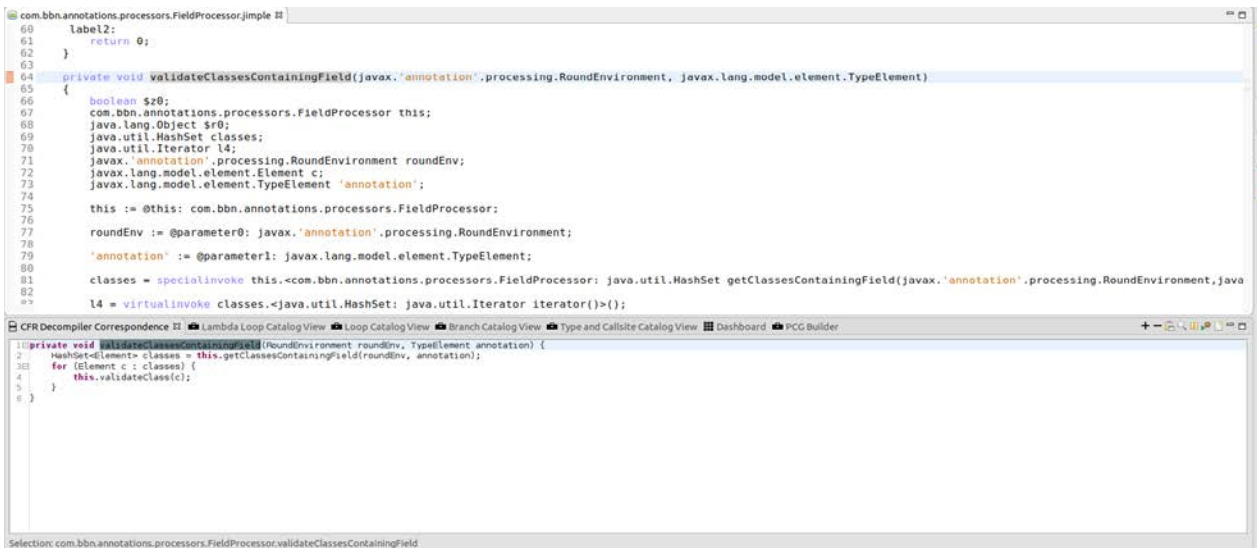 com.bbn.annotations.processors.FieldProcessor.jimple
60 label2:
61 return 0;
62 }
63
64 private void validateClassesContainingField(javax.'annotation'.processing.RoundEnvironment, javax.lang.model.element.TypeElement)
65 {
66 boolean $z0;
67 com.bbn.annotations.processors.FieldProcessor this;
68 java.lang.Object $r0;
69 java.util.HashSet classes;
70 java.util.Iterator l4;
71 javax.'annotation'.processing.RoundEnvironment roundEnv;
72 javax.lang.model.element.Element c;
73 javax.lang.model.element.TypeElement 'annotation';
74
75 this := @this: com.bbn.annotations.processors.FieldProcessor;
76
77 roundEnv := @parameter0: javax.'annotation'.processing.RoundEnvironment;
78
79 'annotation' := @parameter1: javax.lang.model.element.TypeElement;
80
81 classes = specialinvoke this.<com.bbn.annotations.processors.FieldProcessor: java.util.HashSet getClassesContainingField(javax.'annotation'.processing.RoundEnvironment,java
82
83 l4 = virtualinvoke classes.<java.util.HashSet: java.util.Iterator iterator()>();
CFR Decompiler Correspondence Lambda Loop Catalog View Loop Catalog View Branch Catalog View Type and Callsite Catalog View Dashboard PCG Builder
1 private void validateClassesContainingField(RoundEnvironment roundEnv, TypeElement annotation) {
2 HashSet<Element> classes = this.getClassesContainingField(roundEnv, annotation);
3 for (Element c : classes) {
4 this.validateClass(c);
5 }
6 }
Selection: com.bbn.annotations.processors.FieldProcessor.validateClassesContainingField